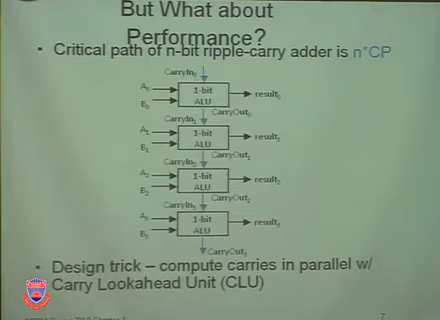 But What about
Performance?
• Critical path of n-bit ripple-carry adder is n*CP
CarryIn0
A0
B0
1-bit
ALU
result0
CarryOut0
CarryIn1
A1
B1
1-bit
ALU
result1
CarryOut1
CarryIn2
A2
B2
1-bit
ALU
result2
CarryOut2
CarryIn3
A3
B3
1-bit
ALU
result3
CarryOut3
• Design trick – compute carries in parallel w/
Carry Lookahead Unit (CLU)
7